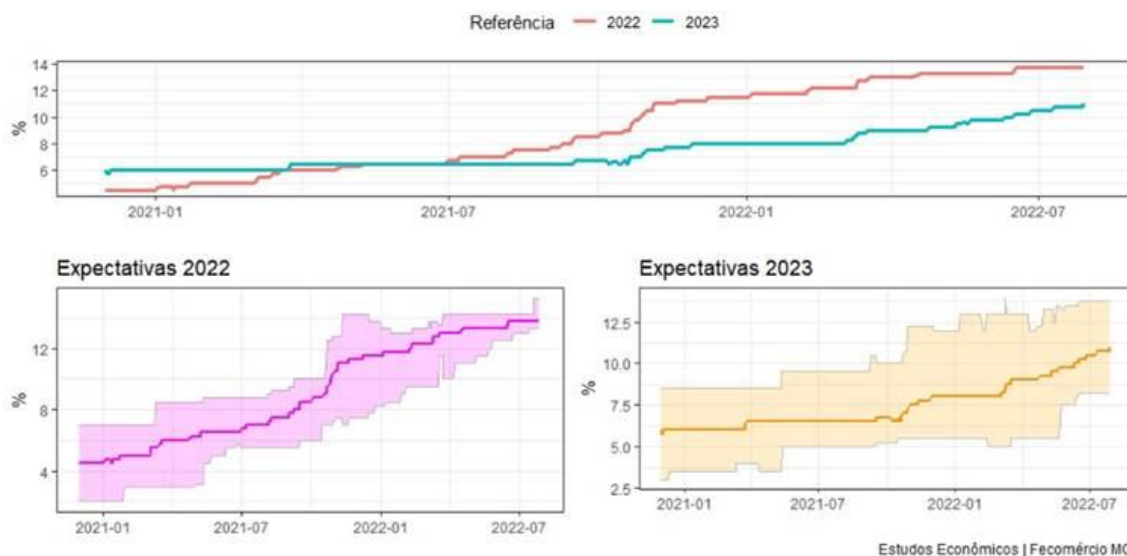 Referência 2022 2023
14
12
10
8
6
%
2021-01 2021-07 2022-01 2022-07
Expectativas 2022
12
8
4
%
2021-01 2021-07 2022-01 2022-07
Expectativas 2023
12.5
10.0
7.5
5.0
2.5
%
2021-01 2021-07 2022-01 2022-07
Estudos Econômicos | Fecomércio MG